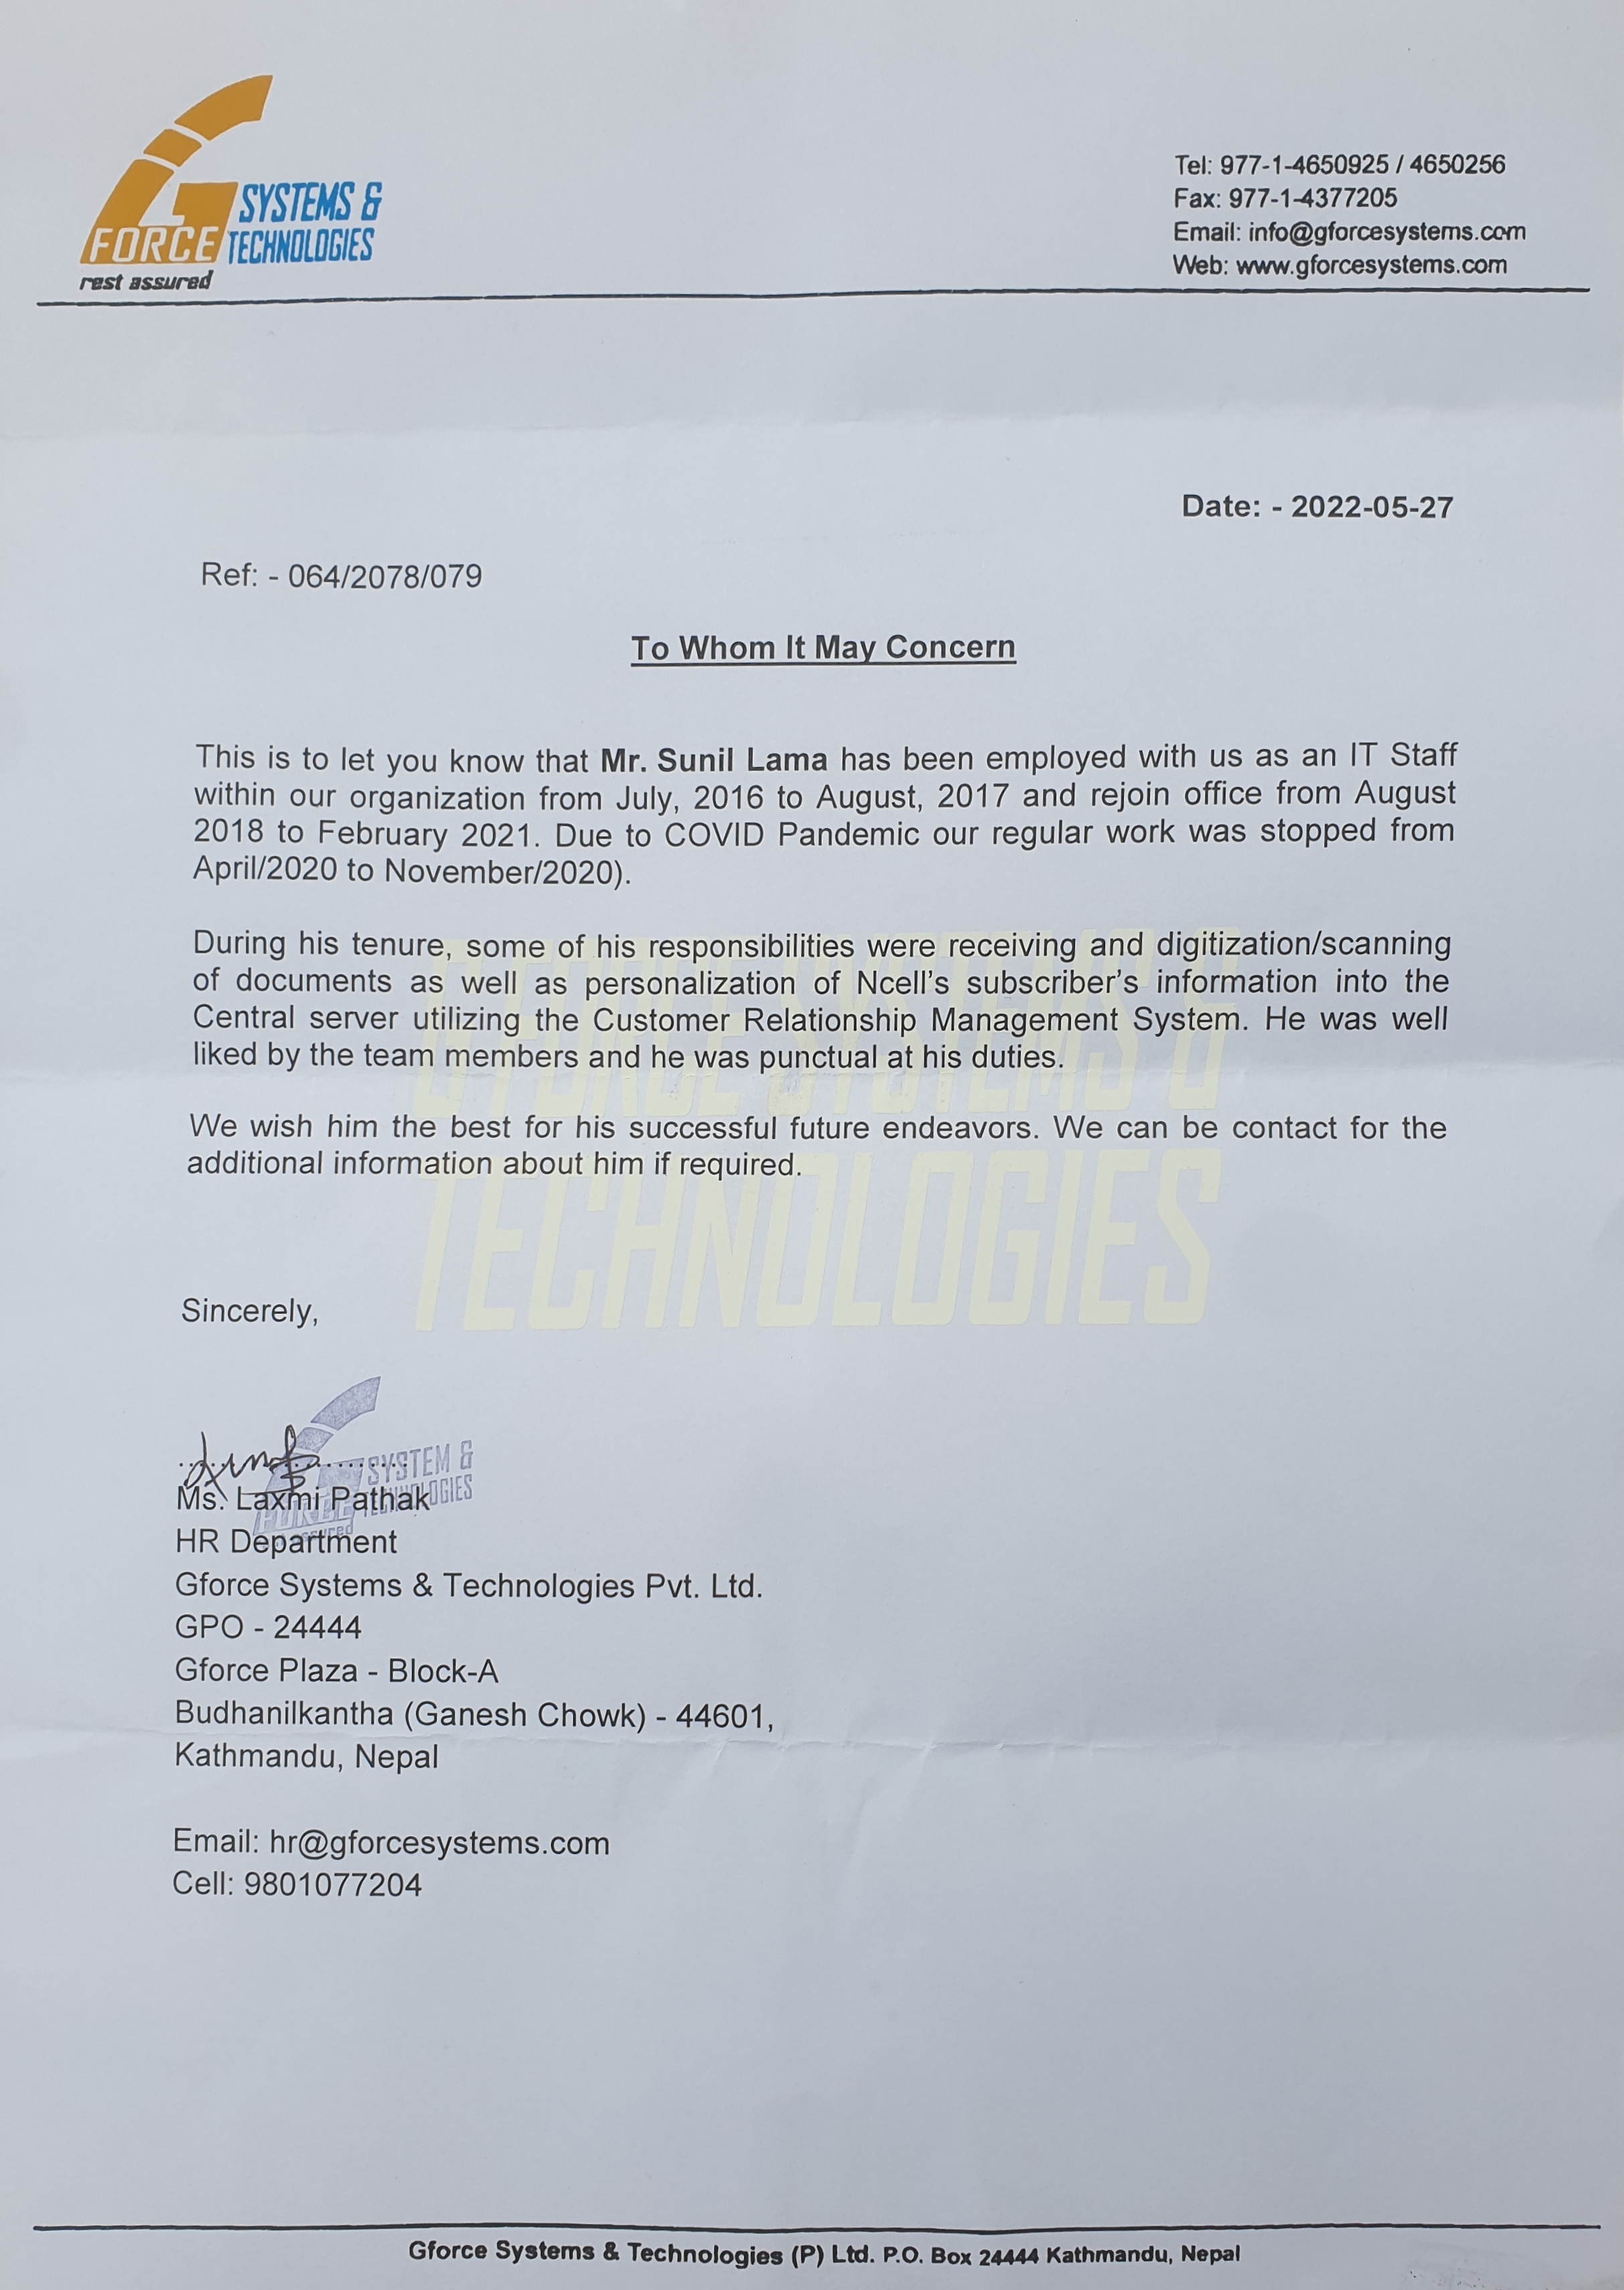 SYSTEMS &
FORCE TECHNOLOGIES
rest assured
Tel: 977-1-4650925 / 4650256
Fax: 977-1-4377205
Email: info@gforcesystems.com
Web: www.gforcesystems.com
Date: - 2022-05-27
Ref: - 064/2078/079
To Whom It May Concern
This is to let you know that Mr. Sunil Lama has been employed with us as an IT Staff
within our organization from July, 2016 to August, 2017 and rejoin office from August
2018 to February 2021. Due to COVID Pandemic our regular work was stopped from
April/2020 to November/2020).
During his tenure, some of his responsibilities were receiving and digitization/scanning
of documents as well as personalization of Ncell's subscriber's information into the
Central server utilizing the Customer Relationship Management System. He was well
liked by the team members and he was punctual at his duties.
We wish him the best for his successful future endeavors. We can be contact for the
additional information about him if required.
GFORCE SYSTEMS &
TECHNOLOGIES
Sincerely,
SYSTEM &
FORCE TECHNOLOGIES
rest assured
Ms. Laxmi Pathak
HR Department
Gforce Systems & Technologies Pvt. Ltd.
GPO - 24444
Gforce Plaza - Block-A
Budhanilkantha (Ganesh Chowk) - 44601,
Kathmandu, Nepal
Email: hr@gforcesystems.com
Cell: 9801077204
Gforce Systems & Technologies (P) Ltd. P.O. Box 24444 Kathmandu, Nepal